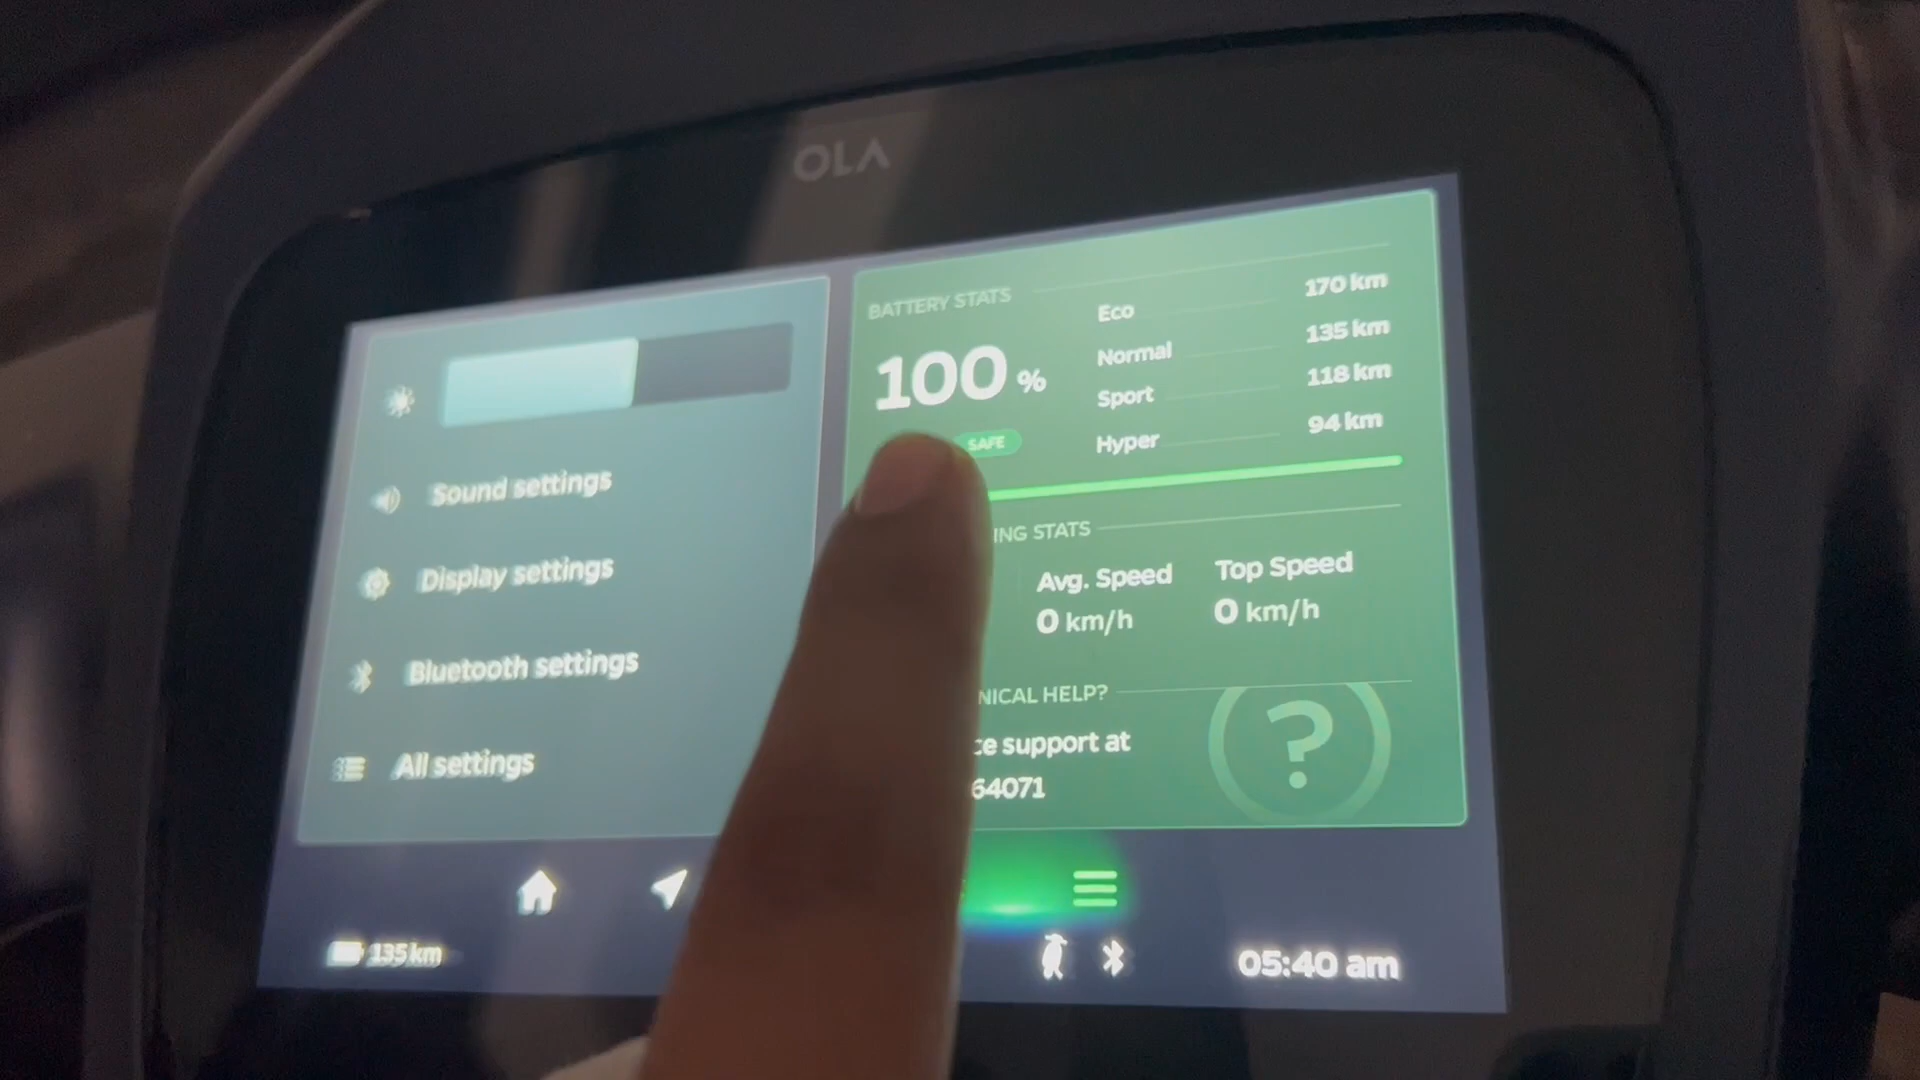 OLA
Sound settings
Display settings
Bluetooth settings
All settings
BATTERY STATS
100 %
SAFE
Eco 170 km
Normal 135 km
Sport 118 km
Hyper 94 km
ING STATS
Avg. Speed Top Speed
0 km/h 0 km/h
NICAL HELP?
ce support at
64071
135 km
05:40 am